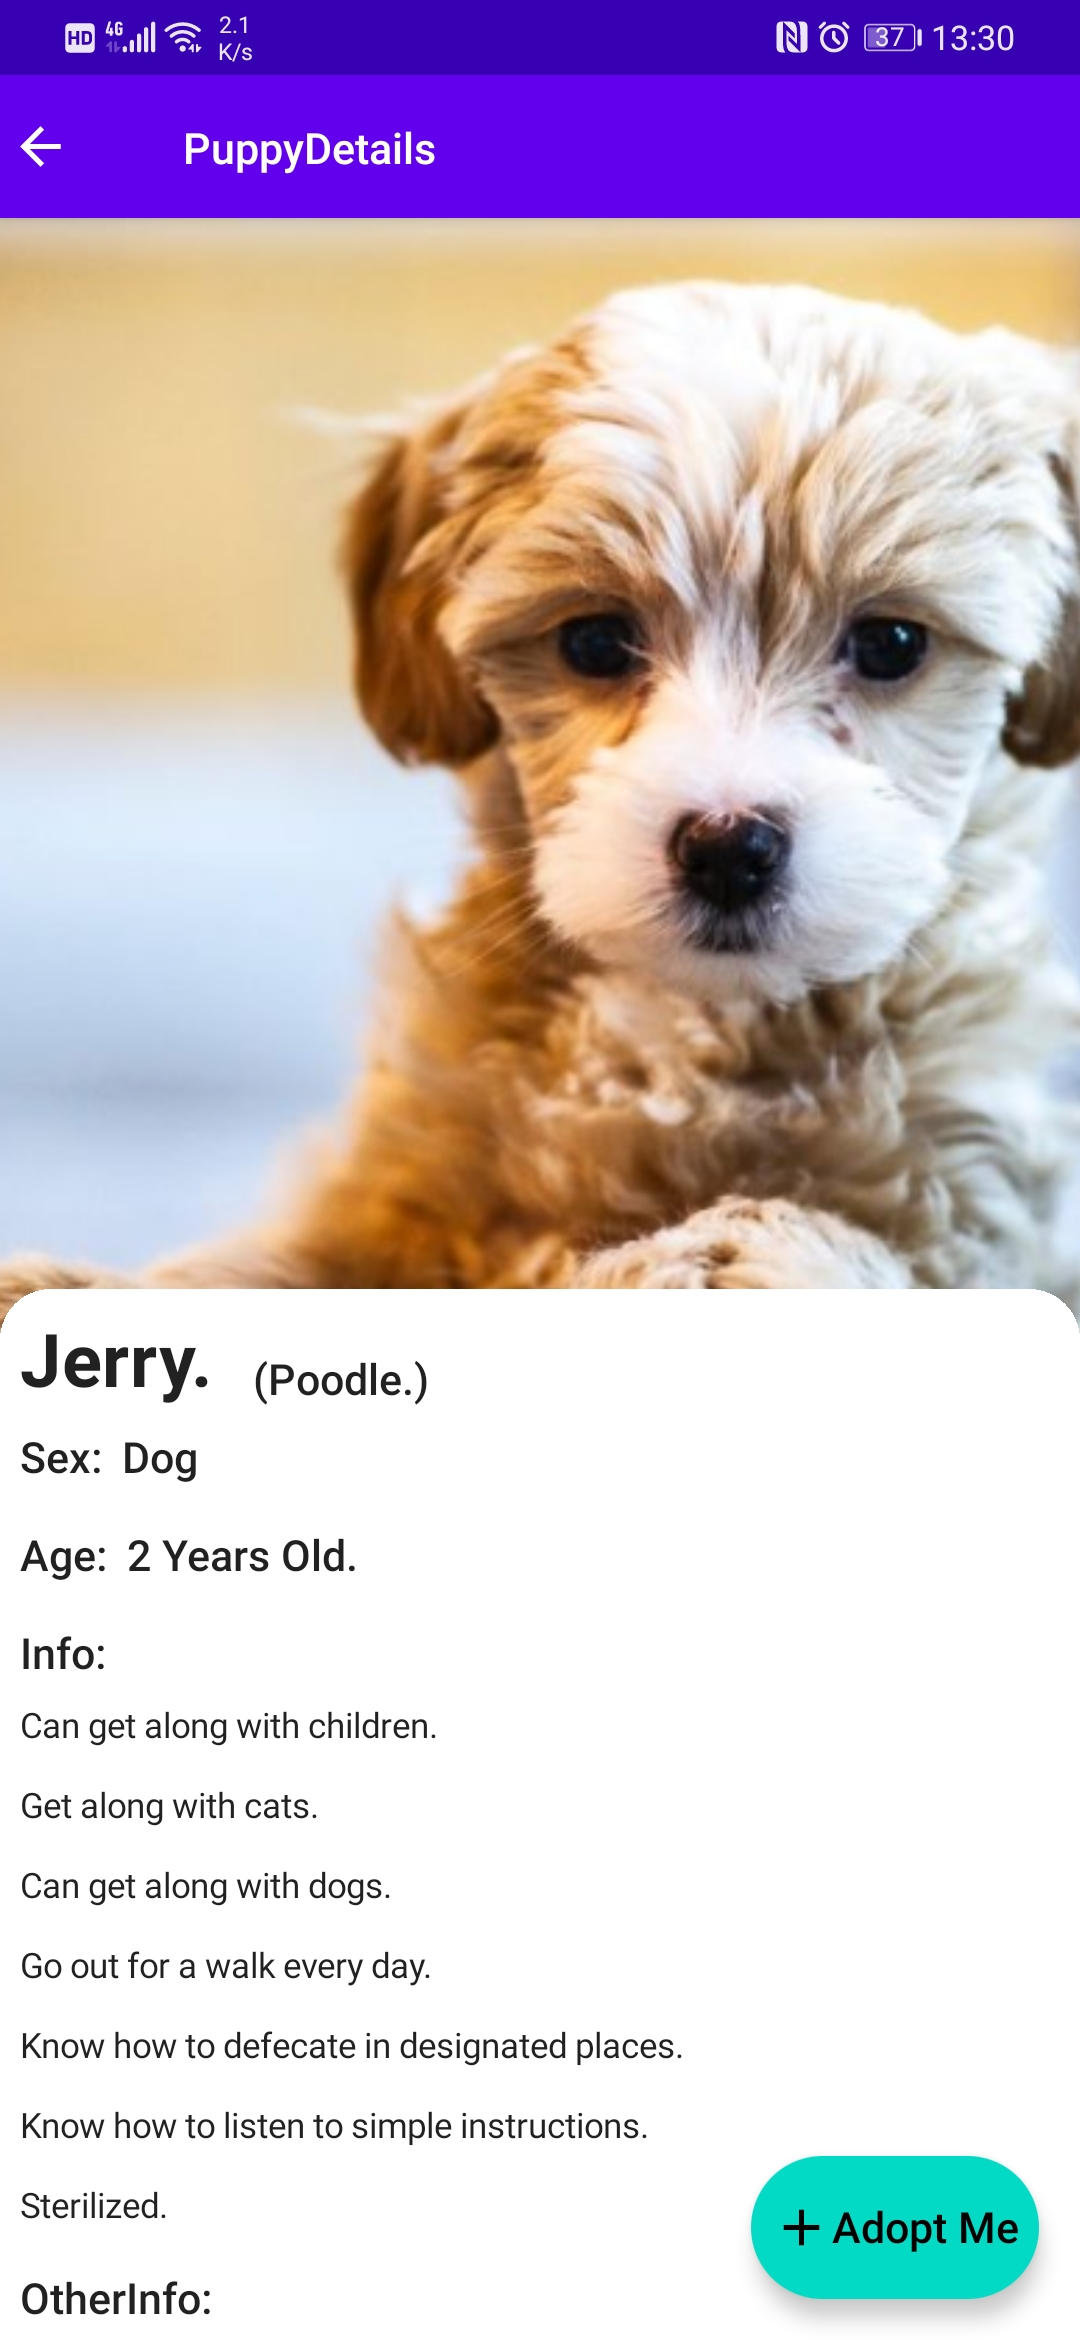 HD 4G 2.1 K/s 37 13:30
PuppyDetails
Jerry. (Poodle.)
Sex: Dog
Age: 2 Years Old.
Info:
Can get along with children.
Get along with cats.
Can get along with dogs.
Go out for a walk every day.
Know how to defecate in designated places.
Know how to listen to simple instructions.
Sterilized.
+ Adopt Me
OtherInfo: